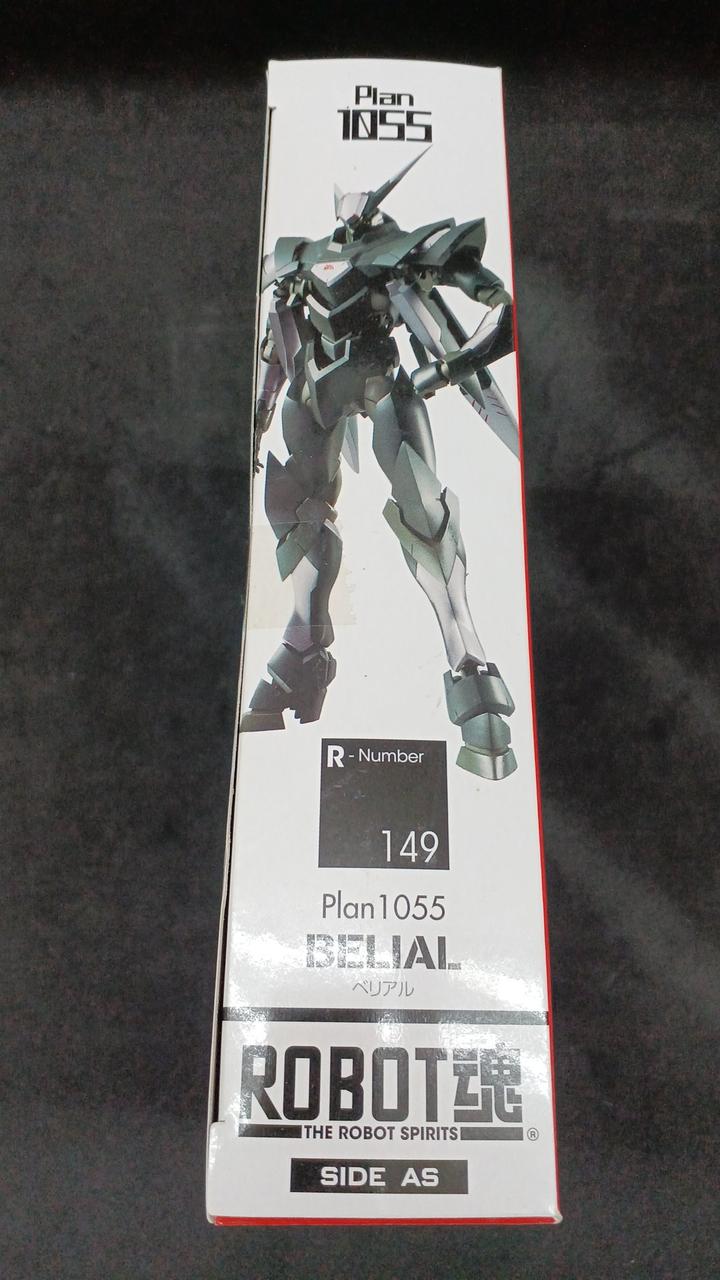 Plan
1055
R - Number
149
Plan1055
BELIAL
ベリアル
ROBOT魂
THE ROBOT SPIRITS
®
SIDE AS